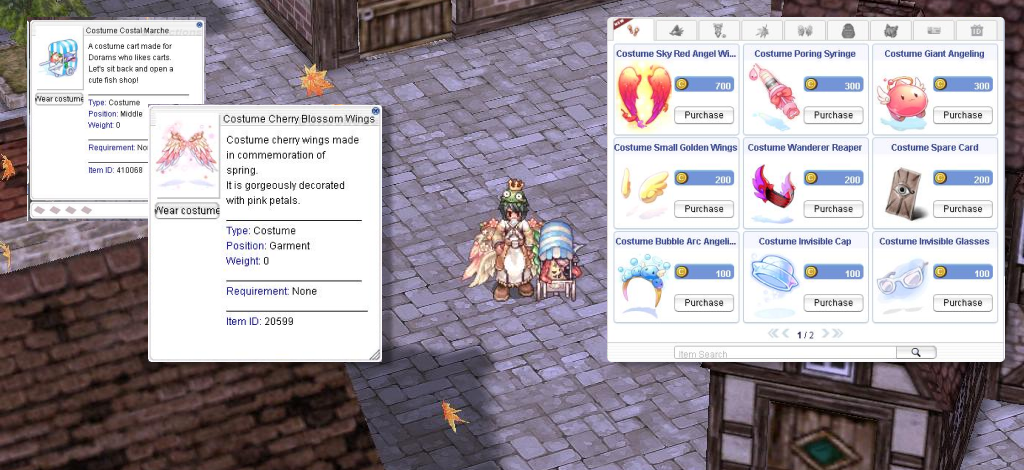 Costume Costal Marche
A costume cart made for
Dorams who likes carts.
Let's sit back and open a
cute fish shop!
Wear costume
Type: Costume
Position: Middle
Weight: 0
Requirement: No
Item ID: 410068
Costume Cherry Blossom Wings
Costume cherry wings made
in commemoration of
spring.
It is gorgeously decorated
with pink petals.
Wear costume
Type: Costume
Position: Garment
Weight: 0
Requirement: None
Item ID: 20599
NEW
Costume Sky Red Angel Wi...
700
Purchase
Costume Poring Syringe
300
Purchase
Costume Giant Angeling
300
Purchase
Costume Small Golden Wings
200
Purchase
Costume Wanderer Reaper
200
Purchase
Costume Spare Card
200
Purchase
Costume Bubble Arc Angeli...
100
Purchase
Costume Invisible Cap
100
Purchase
Costume Invisible Glasses
100
Purchase
1 / 2
Item Search